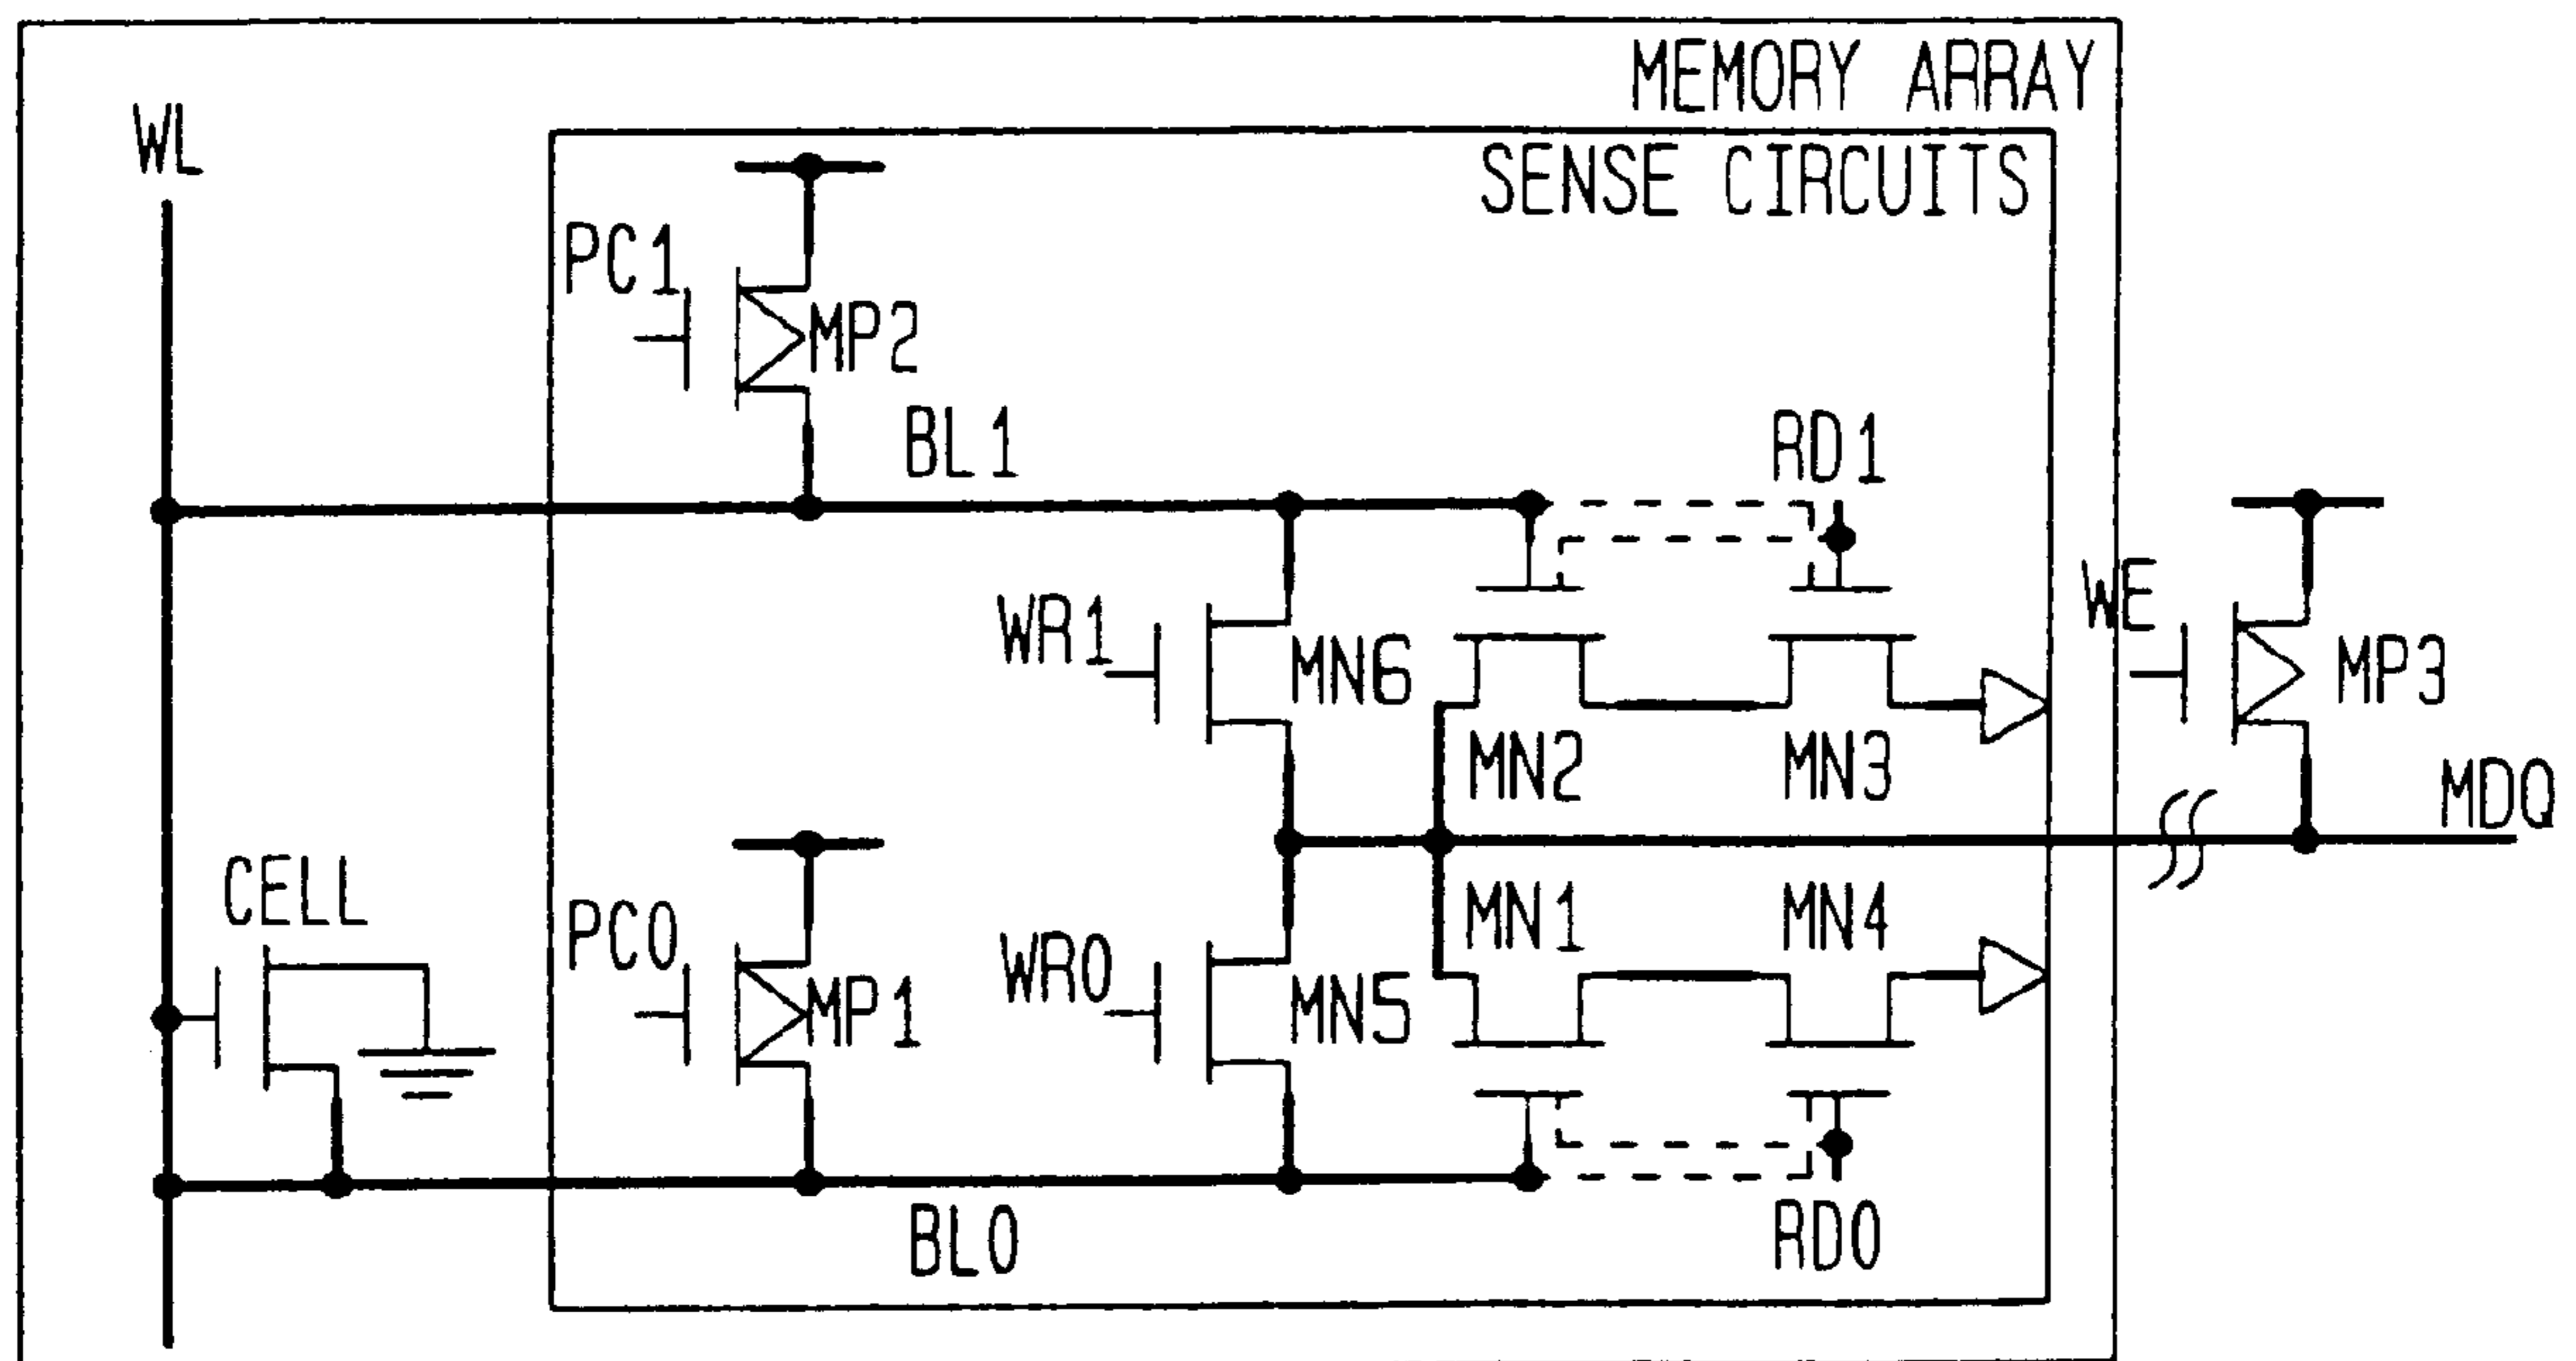 MEMORY ARRAY
WL
SENSE CIRCUITS
PC1
MP2
BL1
RD1
WE
WR1
MN6
MP3
MN2
MN3
MDQ
CELL
MN1
MN4
PC0
MP1
WR0
MN5
BL0
RD0